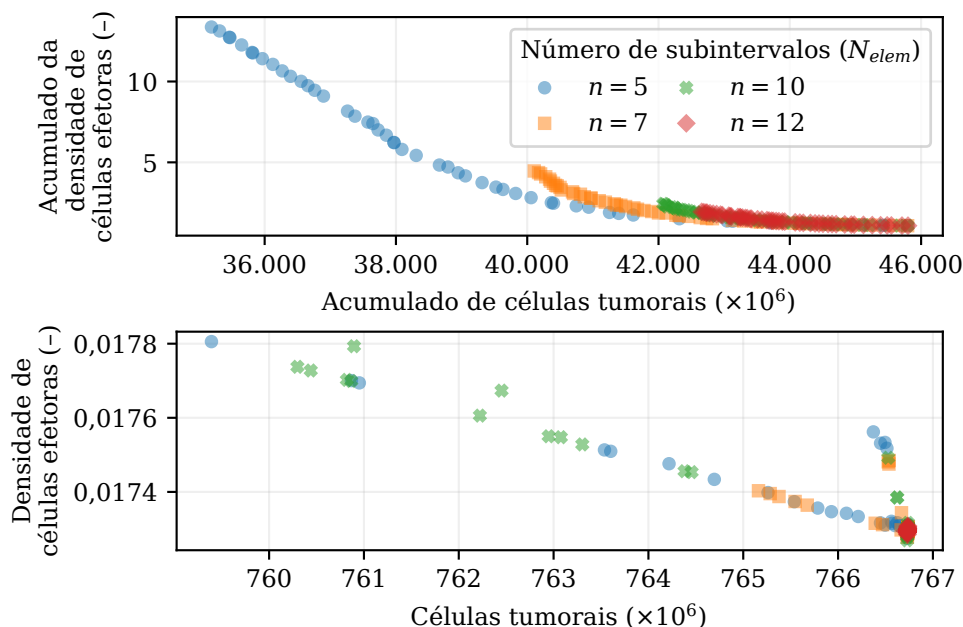 Acumulado da
densidade de
células efetoras (–)
10
5
Número de subintervalos (N_elem)
n = 5
n = 10
n = 7
n = 12
36.000 38.000 40.000 42.000 44.000 46.000
Acumulado de células tumorais (×10⁶)
Densidade de
células efetoras (–)
0,0178
0,0176
0,0174
760 761 762 763 764 765 766 767
Células tumorais (×10⁶)